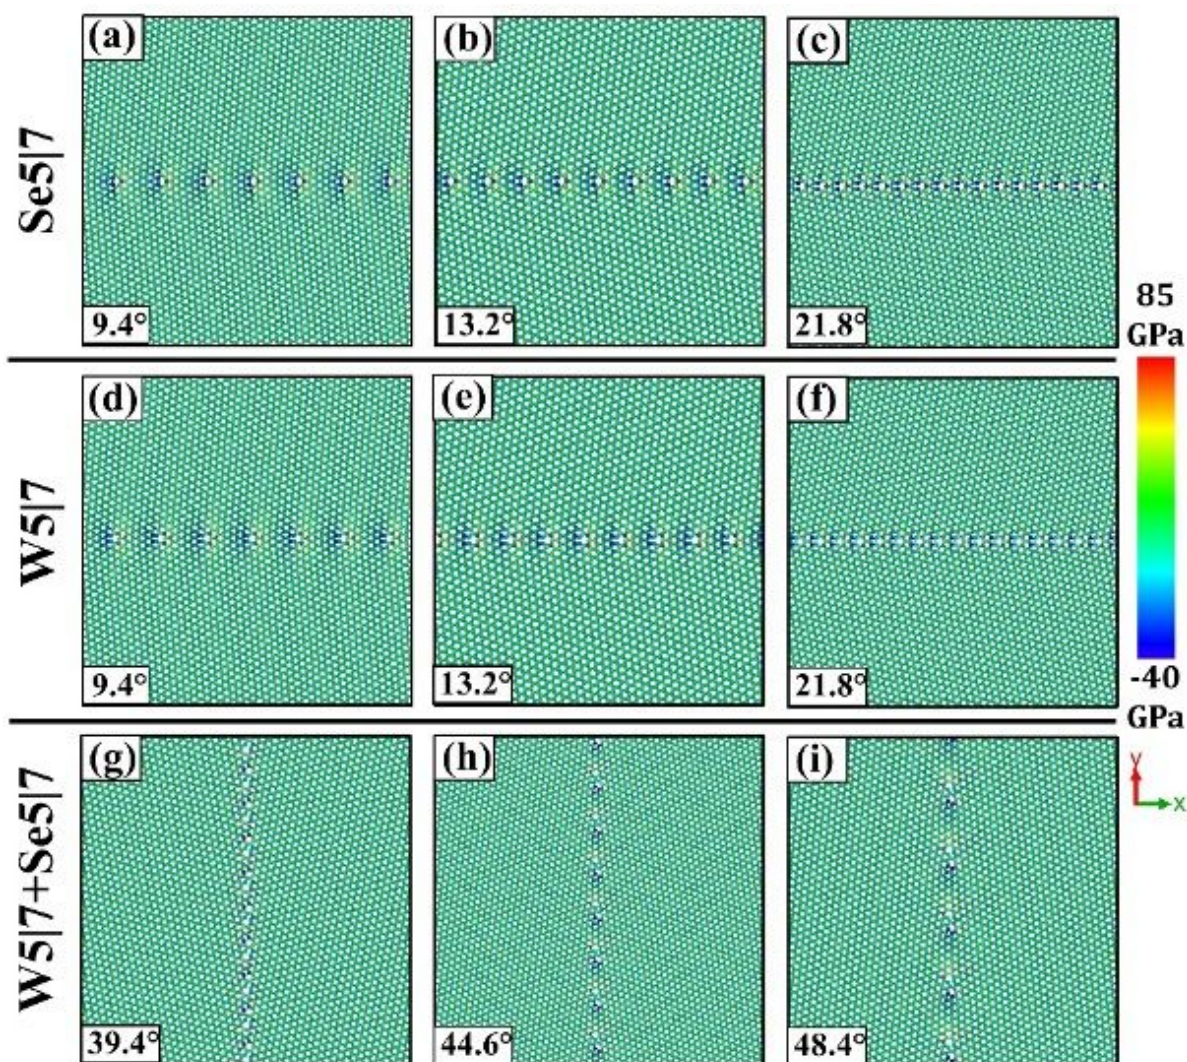 (a)
(b)
(c)
Se5|7
9.4°
13.2°
21.8°
85
GPa
(d)
(e)
(f)
W5|7
9.4°
13.2°
21.8°
-40
GPa
(g)
(h)
(i)
W5|7+Se5|7
39.4°
44.6°
48.4°
y
x